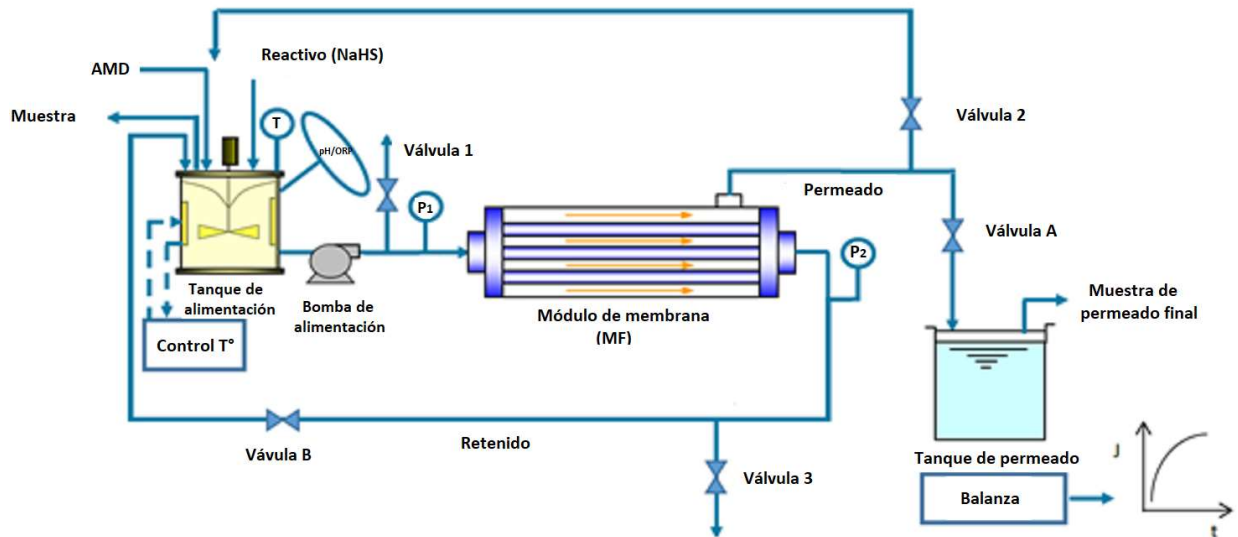 Reactivo (NaHS)
AMD
Muestra
T
pH/ORP
Válvula 1
Válvula 2
P1
Permeado
Válvula A
P2
Tanque de
alimentación
Bomba de
alimentación
Módulo de membrana
(MF)
Muestra de
permeado final
Control T°
Vávula B
Retenido
Válvula 3
Tanque de permeado
Balanza
J
t